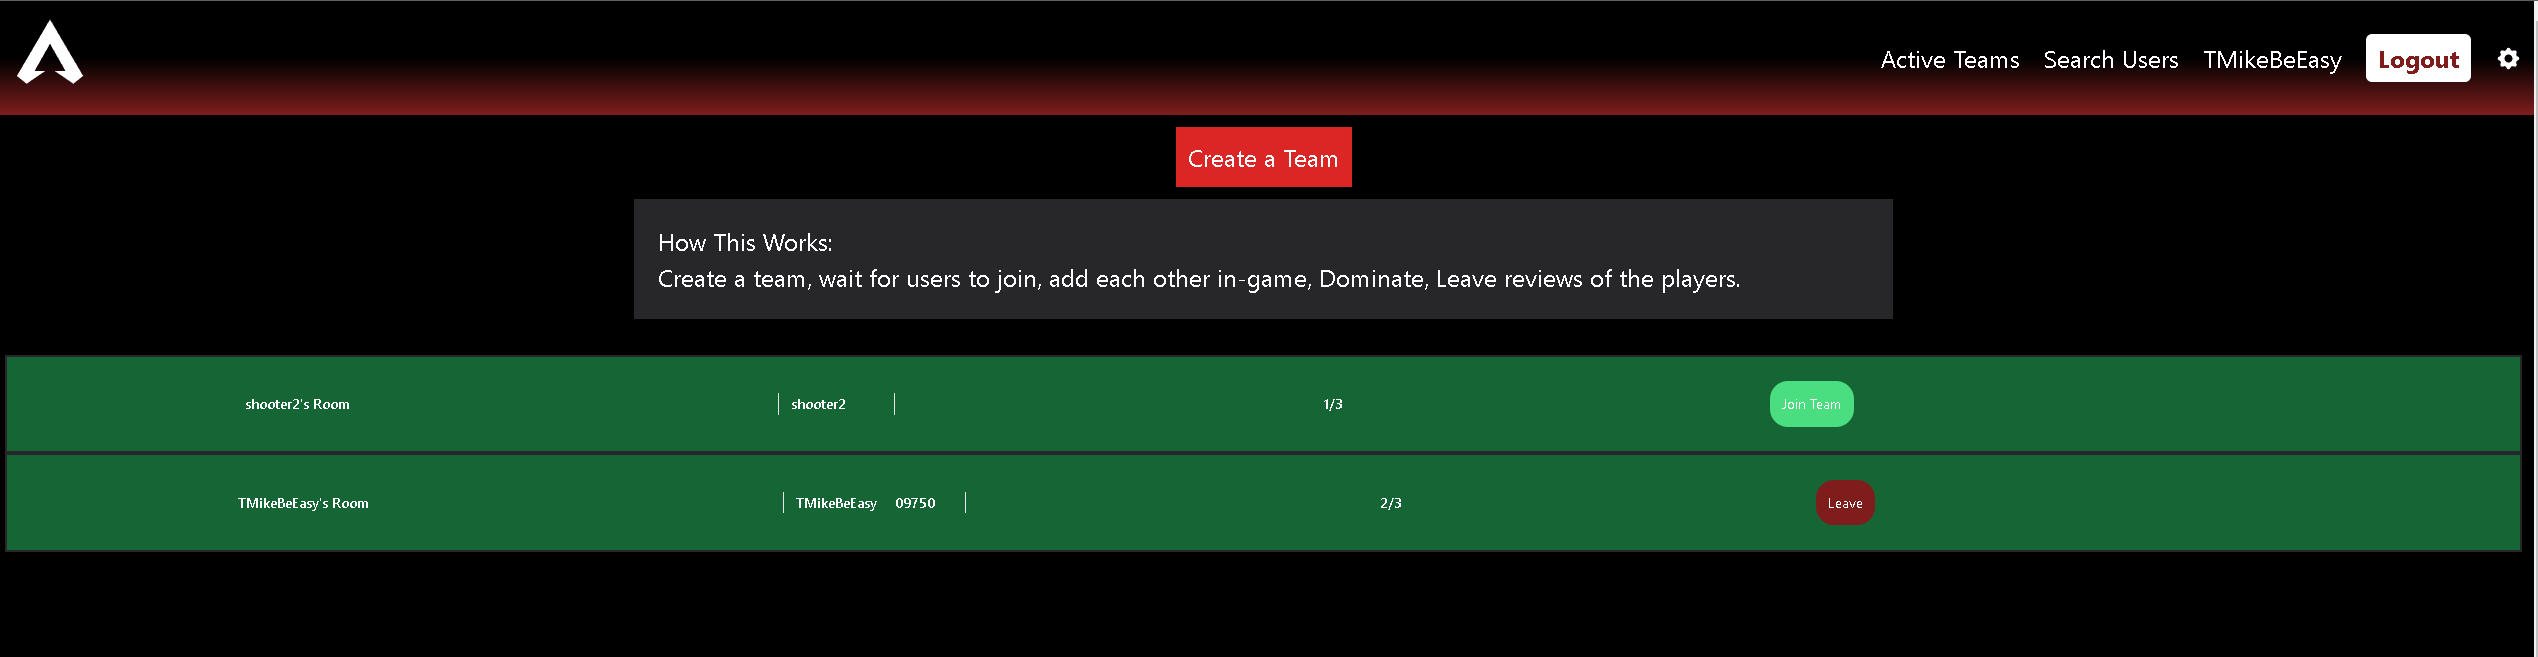 Active Teams Search Users TMikeBeEasy Logout
Create a Team
How This Works:
Create a team, wait for users to join, add each other in-game, Dominate, Leave reviews of the players.
shooter2's Room shooter2 1/3 Join Team
TMikeBeEasy's Room TMikeBeEasy 09750 2/3 Leave